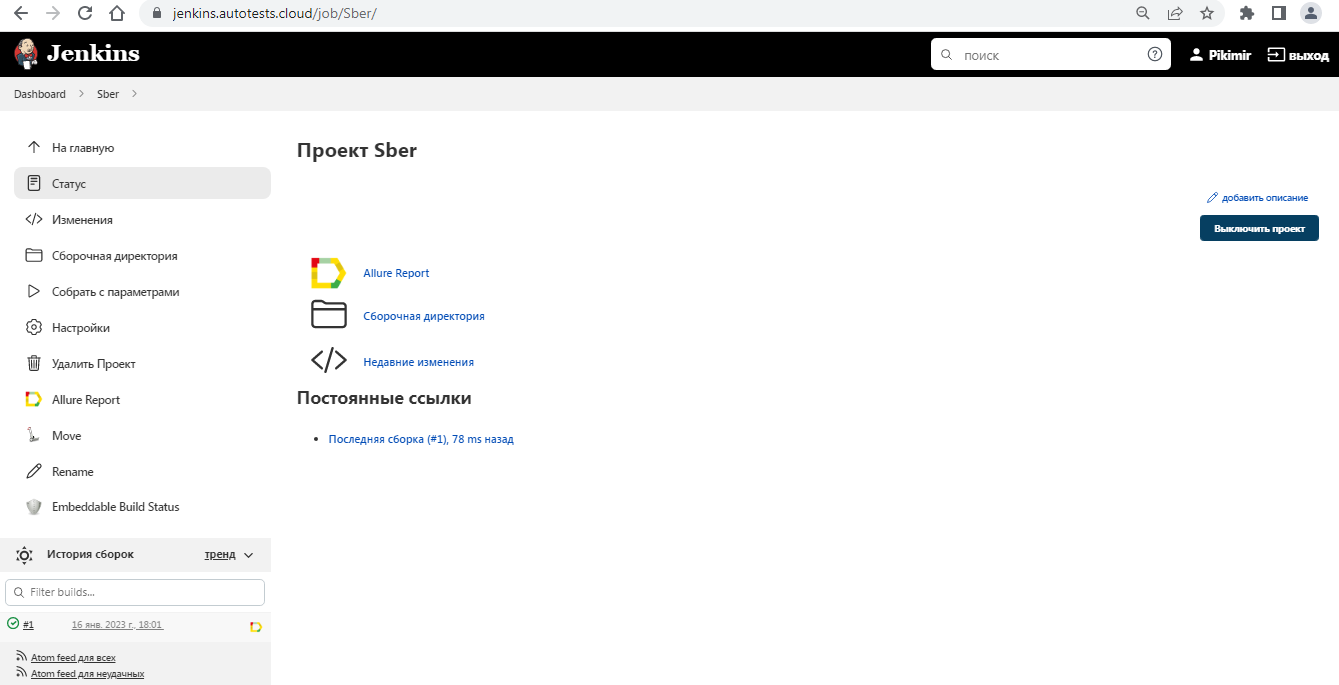 jenkins.autotests.cloud/job/Sber/
Jenkins
поиск
Pikimir
выход
Dashboard
Sber
На главную
Статус
Изменения
Сборочная директория
Собрать с параметрами
Настройки
Удалить Проект
Allure Report
Move
Rename
Embeddable Build Status
История сборок
тренд
Filter builds...
#1
16 янв. 2023 г., 18:01
Atom feed для всех
Atom feed для неудачных
Проект Sber
добавить описание
Выключить проект
Allure Report
Сборочная директория
Недавние изменения
Постоянные ссылки
Последняя сборка (#1), 78 ms назад